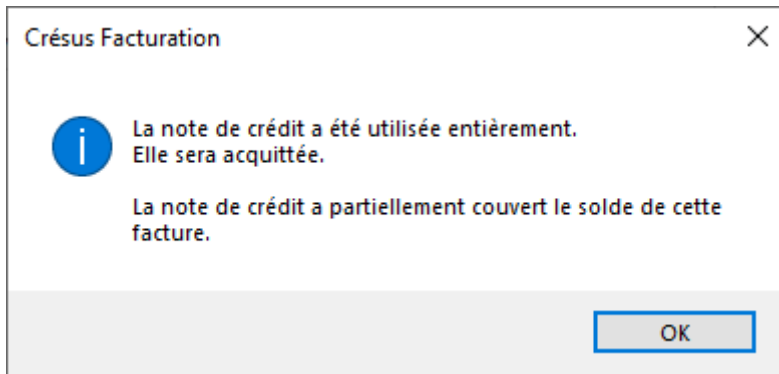 Crésus Facturation
La note de crédit a été utilisée entièrement.
Elle sera acquittée.
La note de crédit a partiellement couvert le solde de cette
facture.
OK